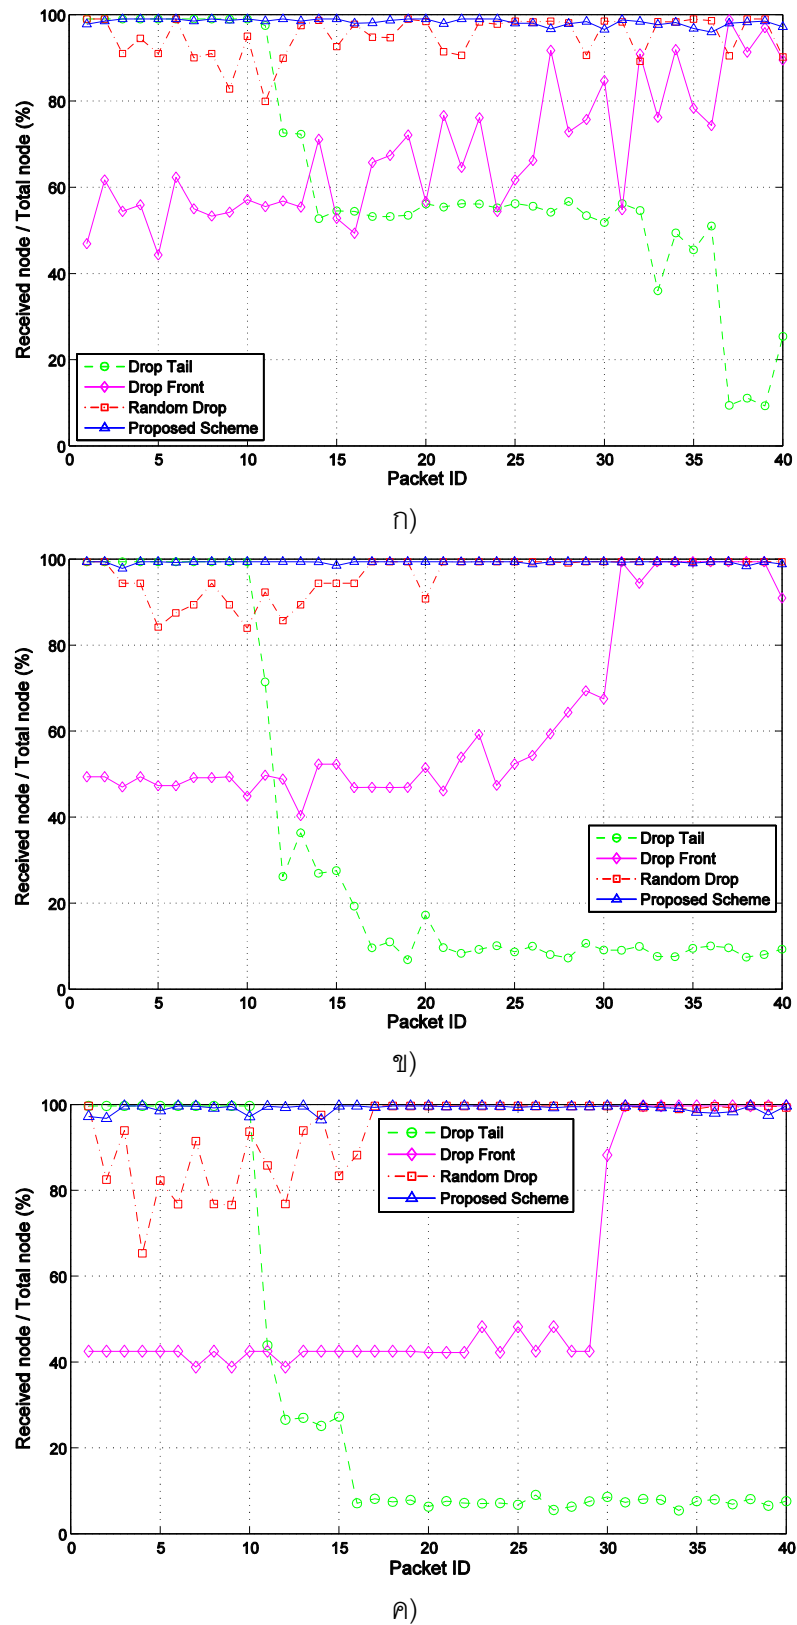 100
80
60
40
20
0
Received node / Total node (%)
Drop Tail
Drop Front
Random Drop
Proposed Scheme
0 5 10 15 20 25 30 35 40
Packet ID
ก)
100
80
60
40
20
0
Received node / Total node (%)
Drop Tail
Drop Front
Random Drop
Proposed Scheme
0 5 10 15 20 25 30 35 40
Packet ID
ข)
100
80
60
40
20
0
Received node / Total node (%)
Drop Tail
Drop Front
Random Drop
Proposed Scheme
0 5 10 15 20 25 30 35 40
Packet ID
ค)